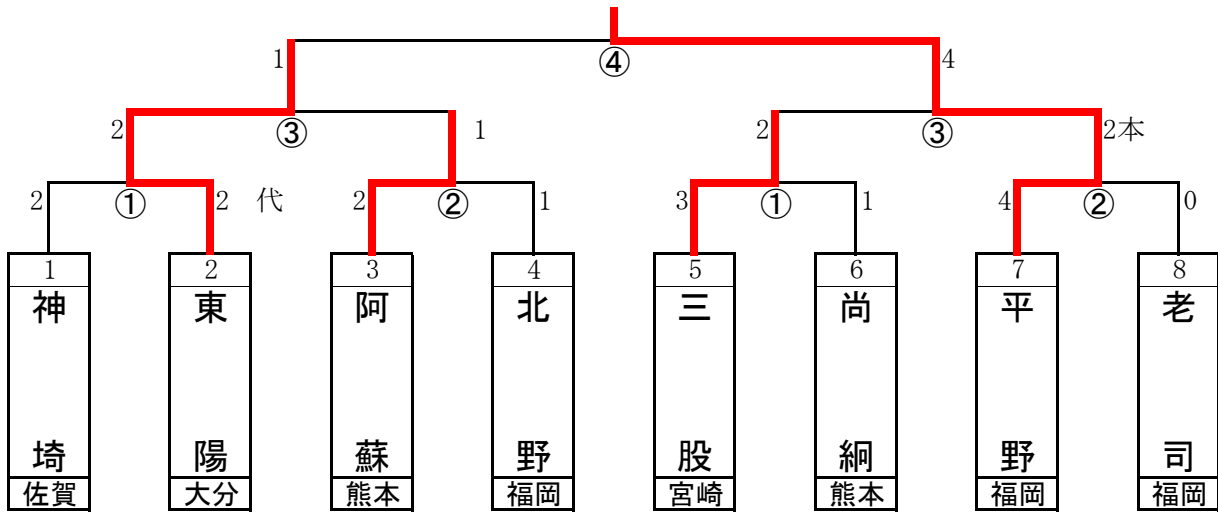 1 ④ 4
2 ③ 1 2 ③ 2本
2 ① 2 代 2 ② 1 3 ① 1 4 ② 0
1 2 3 4 5 6 7 8
神埼 東陽 阿蘇 北野 三股 尚絅 平野 老司
佐賀 大分 熊本 福岡 宮崎 熊本 福岡 福岡